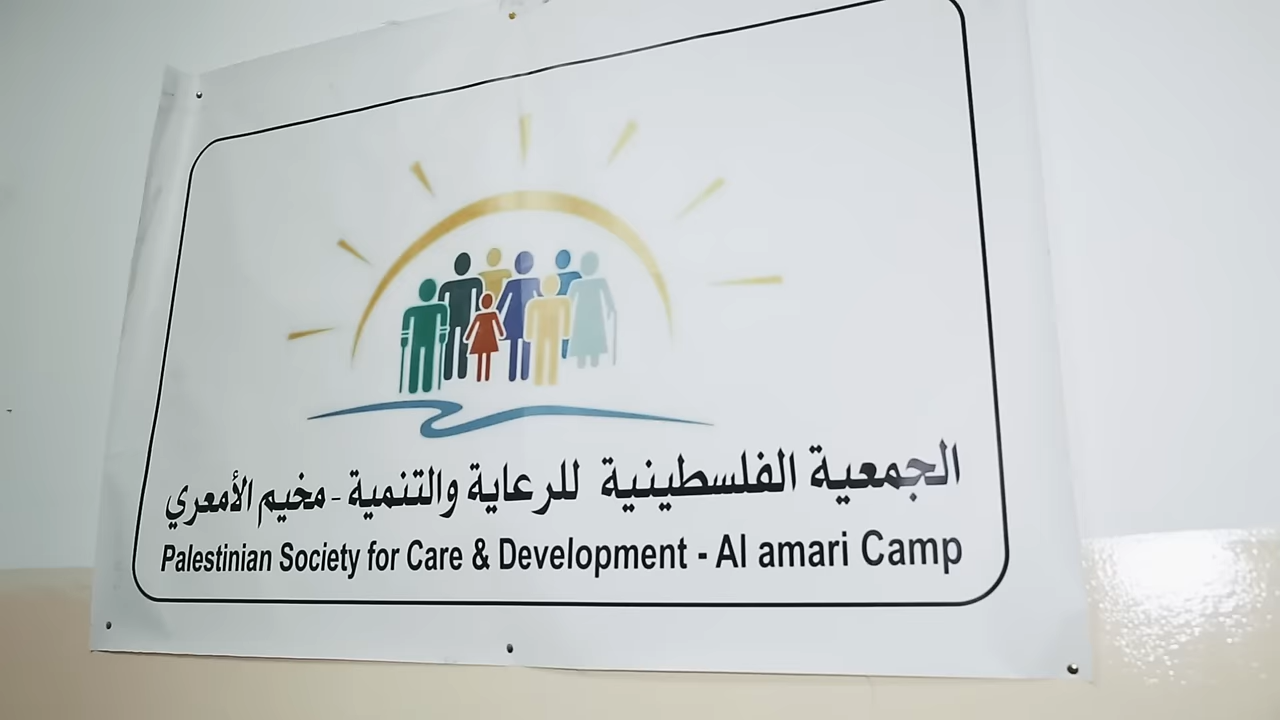 الجمعية الفلسطينية للرعاية والتنمية - مخيم الأمعري
Palestinian Society for Care & Development - Al amari Camp